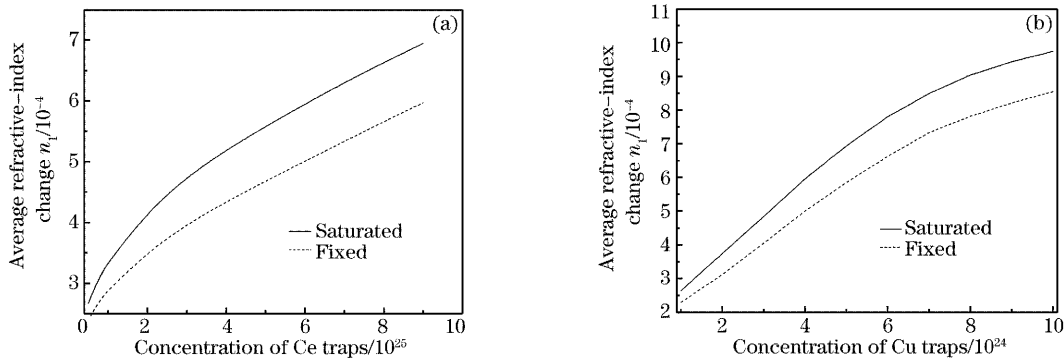 (a)
Average refractive-index
change n₁/10⁻⁴
7
6
5
4
3
Saturated
Fixed
0 2 4 6 8 10
Concentration of Ce traps/10²⁵
(b)
Average refractive-index
change n₁/10⁻⁴
11
10
9
8
7
6
5
4
3
2
Saturated
Fixed
2 4 6 8 10
Concentration of Cu traps/10²⁴